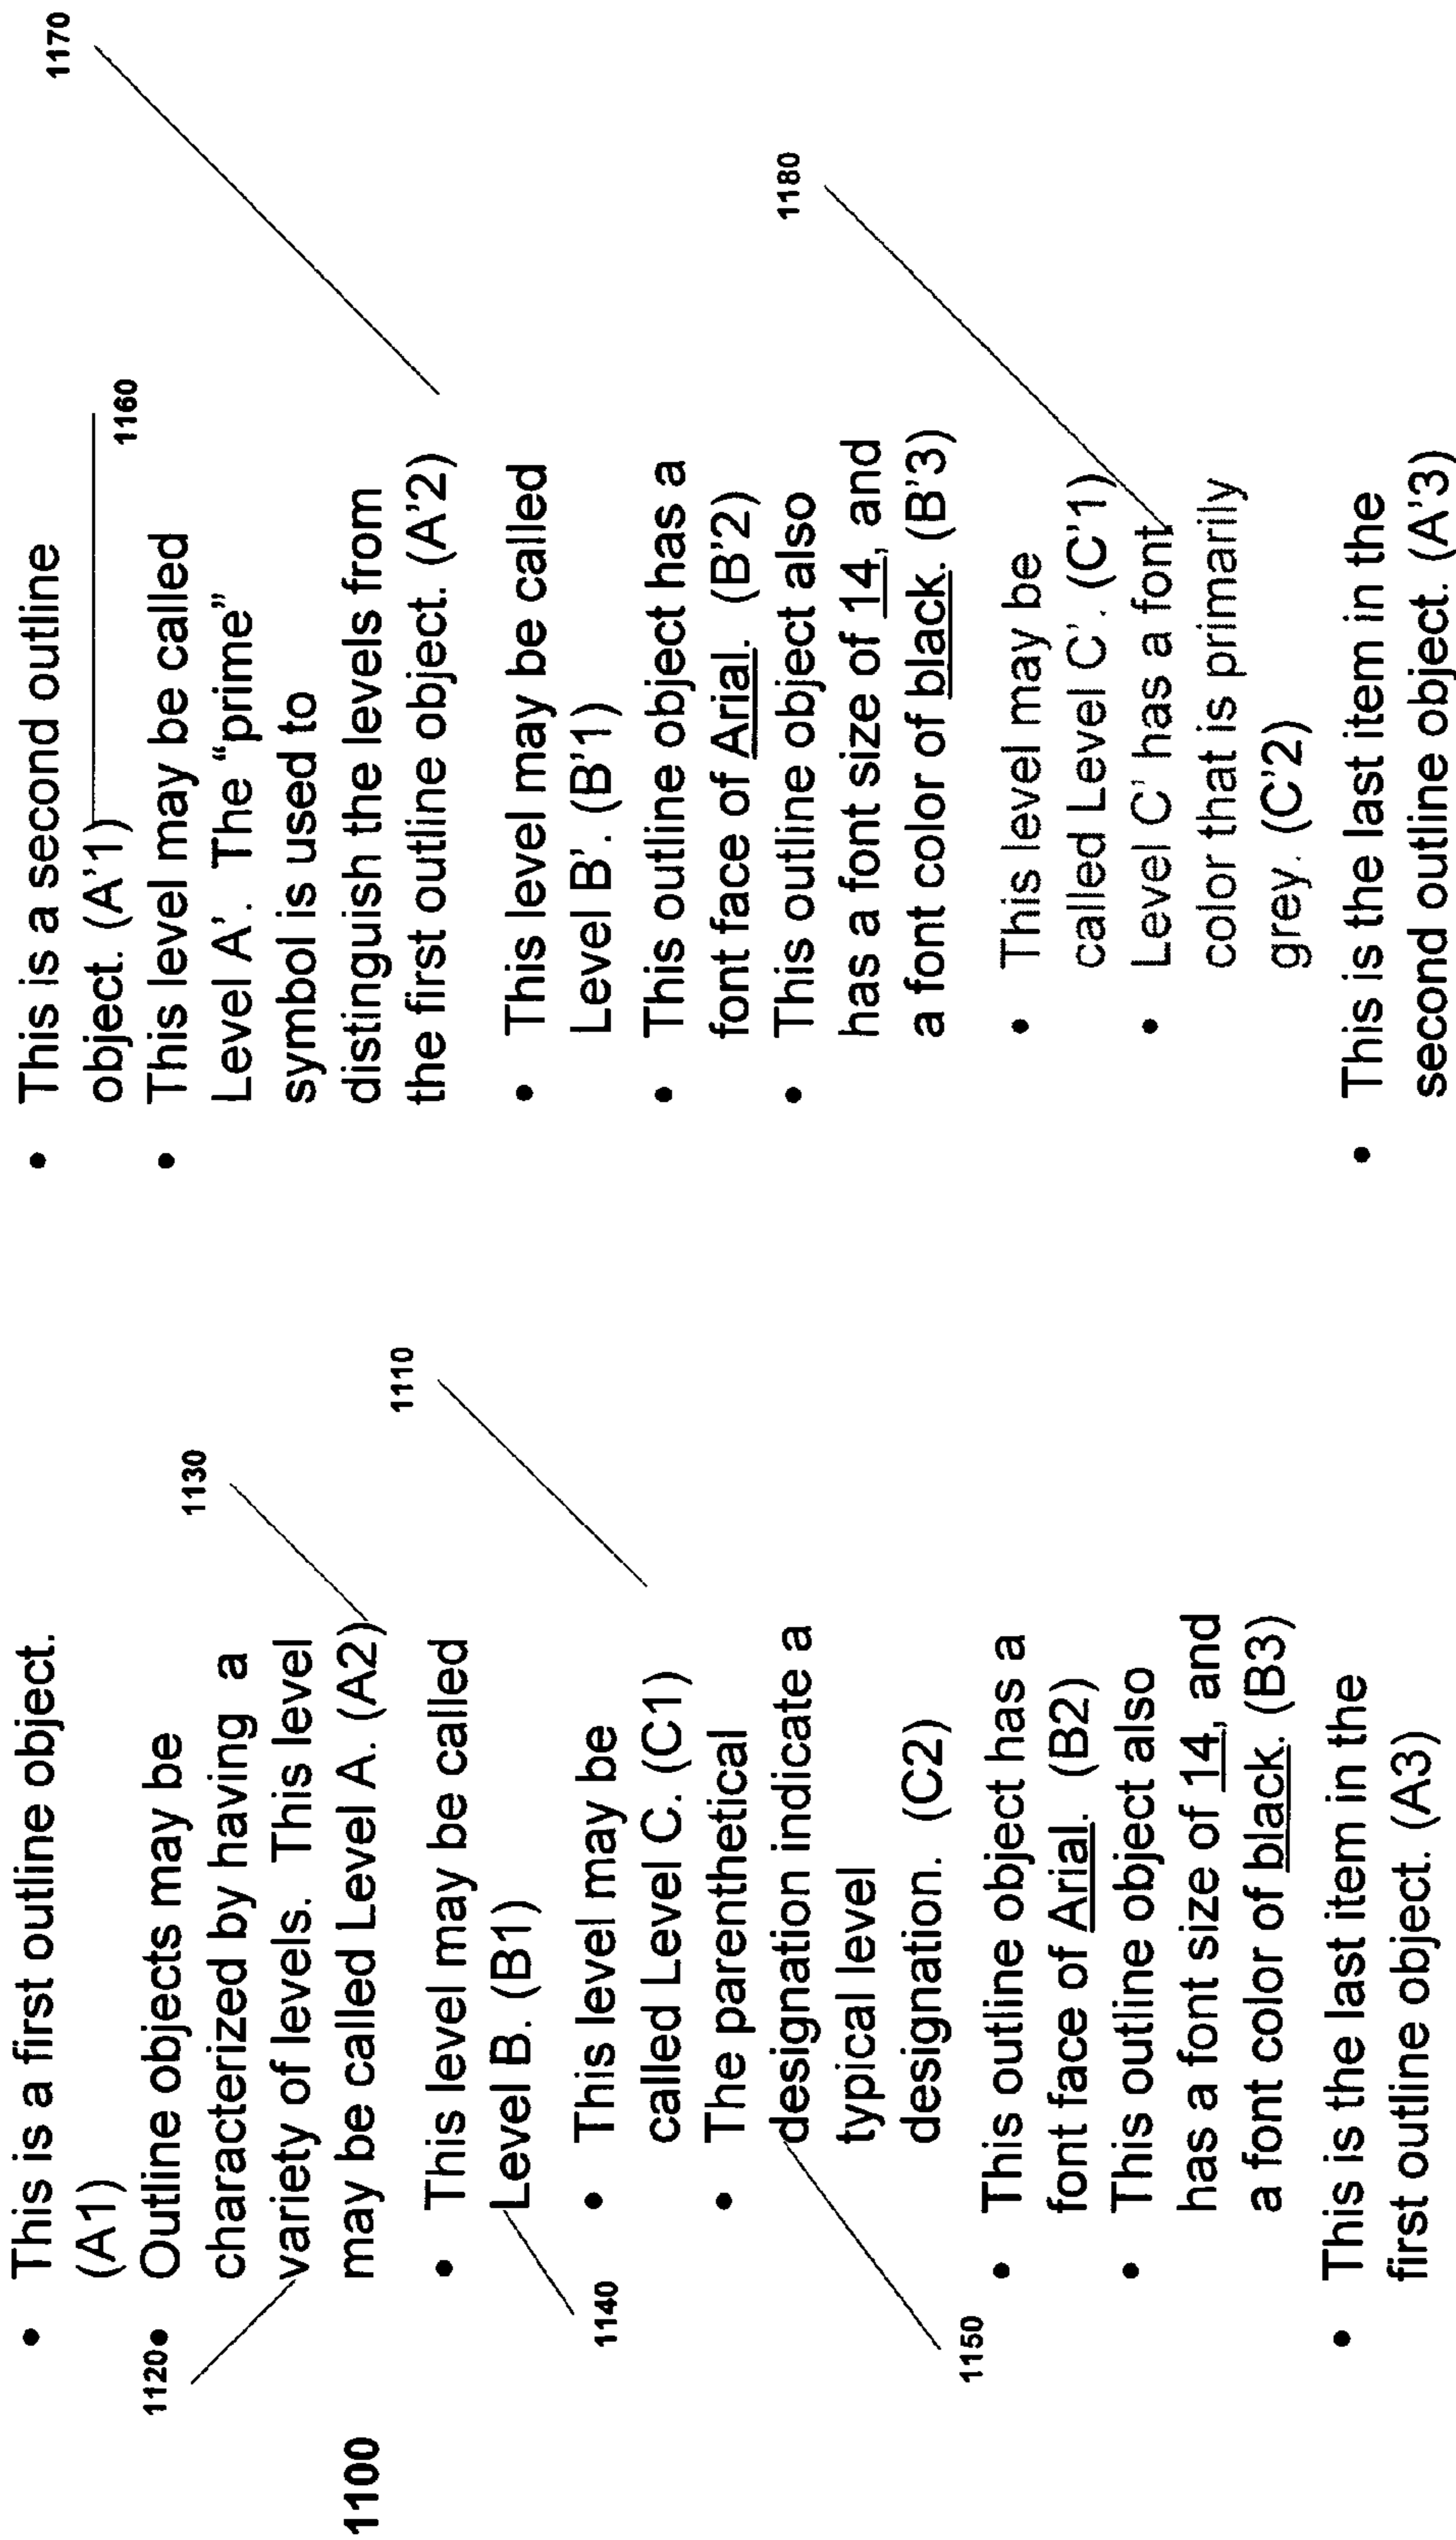 1100
1120
• This is a first outline object.
(A1)
• Outline objects may be
characterized by having a
variety of levels. This level
may be called Level A. (A2)
1130
• This level may be called
Level B. (B1)
1140
• This level may be
called Level C. (C1)
1110
• The parenthetical
designation indicate a
typical level
designation. (C2)
1150
• This outline object has a
font face of Arial. (B2)
• This outline object also
has a font size of 14, and
a font color of black. (B3)
• This is the last item in the
first outline object. (A3)
• This is a second outline
object. (A'1)
1160
• This level may be called
Level A'. The “prime”
symbol is used to
distinguish the levels from
the first outline object. (A'2)
1170
• This level may be called
Level B'. (B'1)
• This outline object has a
font face of Arial. (B'2)
• This outline object also
has a font size of 14, and
a font color of black. (B'3)
1180
• This level may be
called Level C'. (C'1)
• Level C' has a font
color that is primarily
grey. (C'2)
• This is the last item in the
second outline object. (A'3)